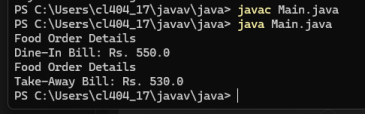 PS C:\Users\cl404_17\javav\java> javac Main.java
PS C:\Users\cl404_17\javav\java> java Main.java
Food Order Details
Dine-In Bill: Rs. 550.0
Food Order Details
Take-Away Bill: Rs. 530.0
PS C:\Users\cl404_17\javav\java>